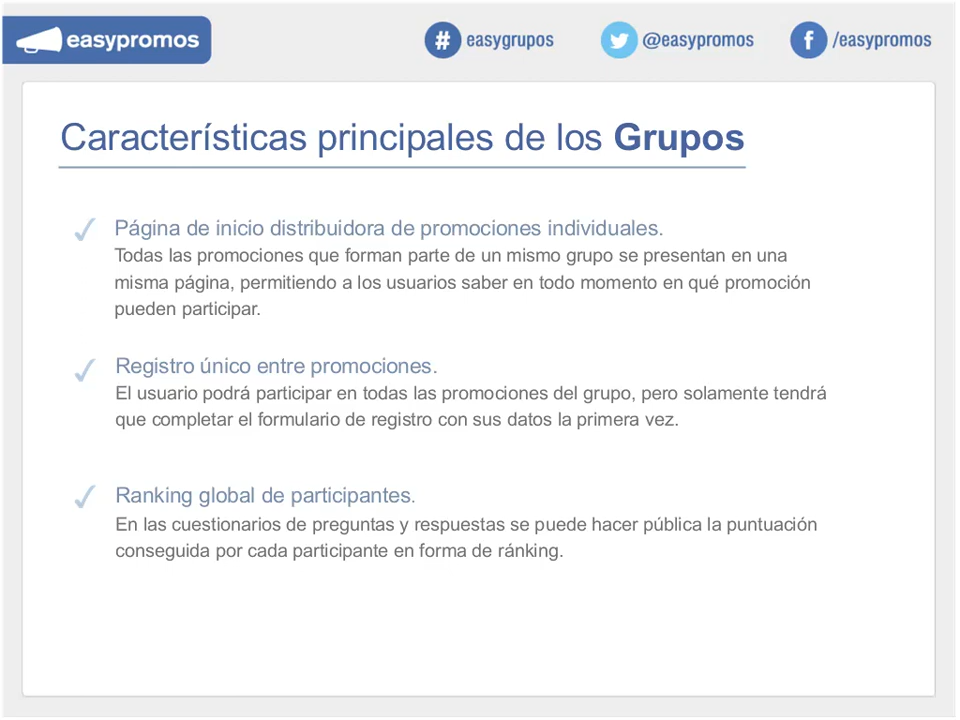 easypromos
# easygrupos
@easypromos
f /easypromos
Características principales de los Grupos
Página de inicio distribuidora de promociones individuales.
Todas las promociones que forman parte de un mismo grupo se presentan en una
misma página, permitiendo a los usuarios saber en todo momento en qué promoción
pueden participar.
Registro único entre promociones.
El usuario podrá participar en todas las promociones del grupo, pero solamente tendrá
que completar el formulario de registro con sus datos la primera vez.
Ranking global de participantes.
En las cuestionarios de preguntas y respuestas se puede hacer pública la puntuación
conseguida por cada participante en forma de ránking.